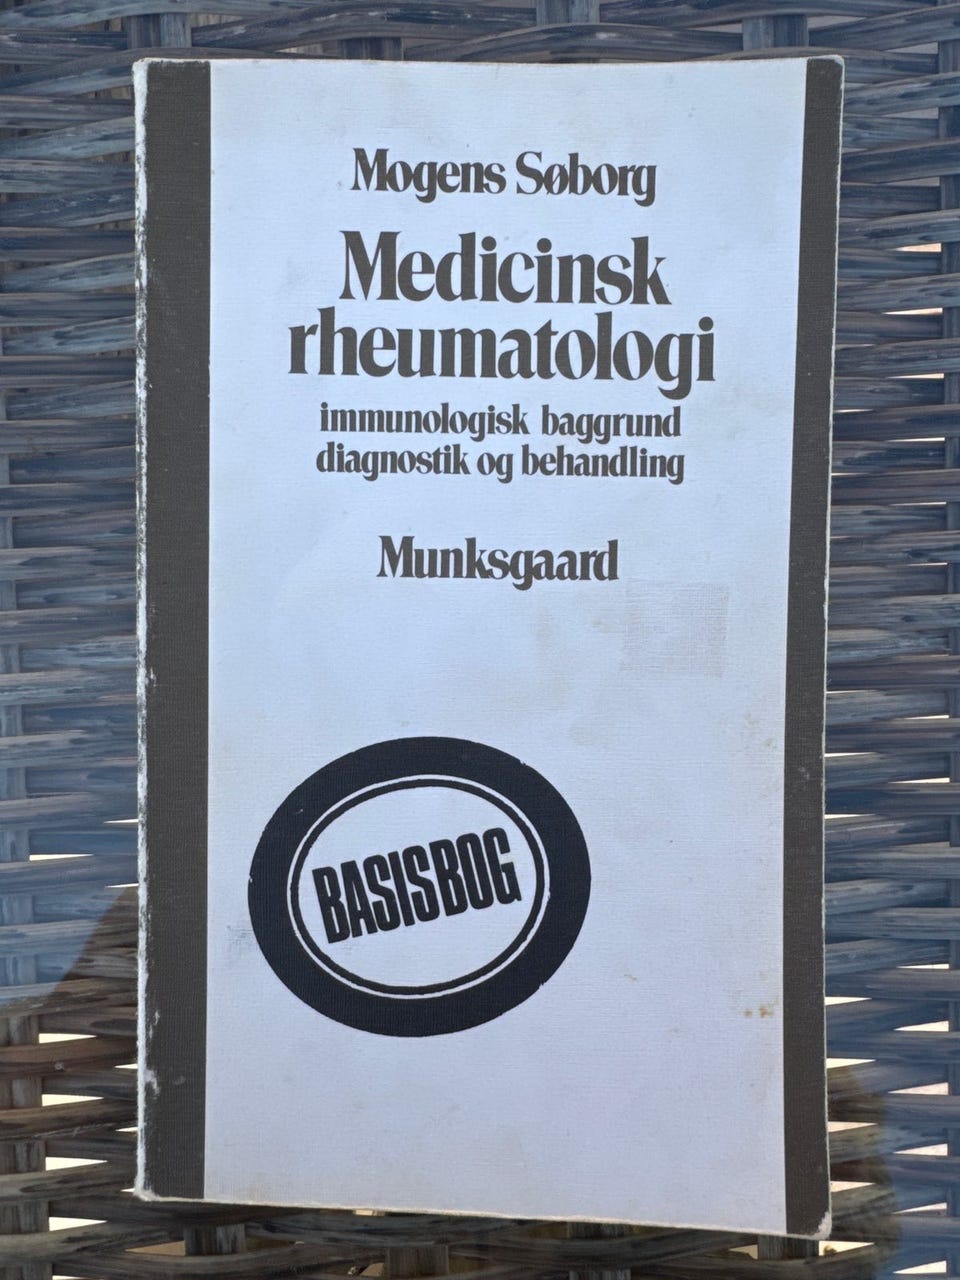 Mogens Søborg
Medicinsk
rheumatologi
immunologisk baggrund
diagnostik og behandling
Munksgaard
BASISBOG